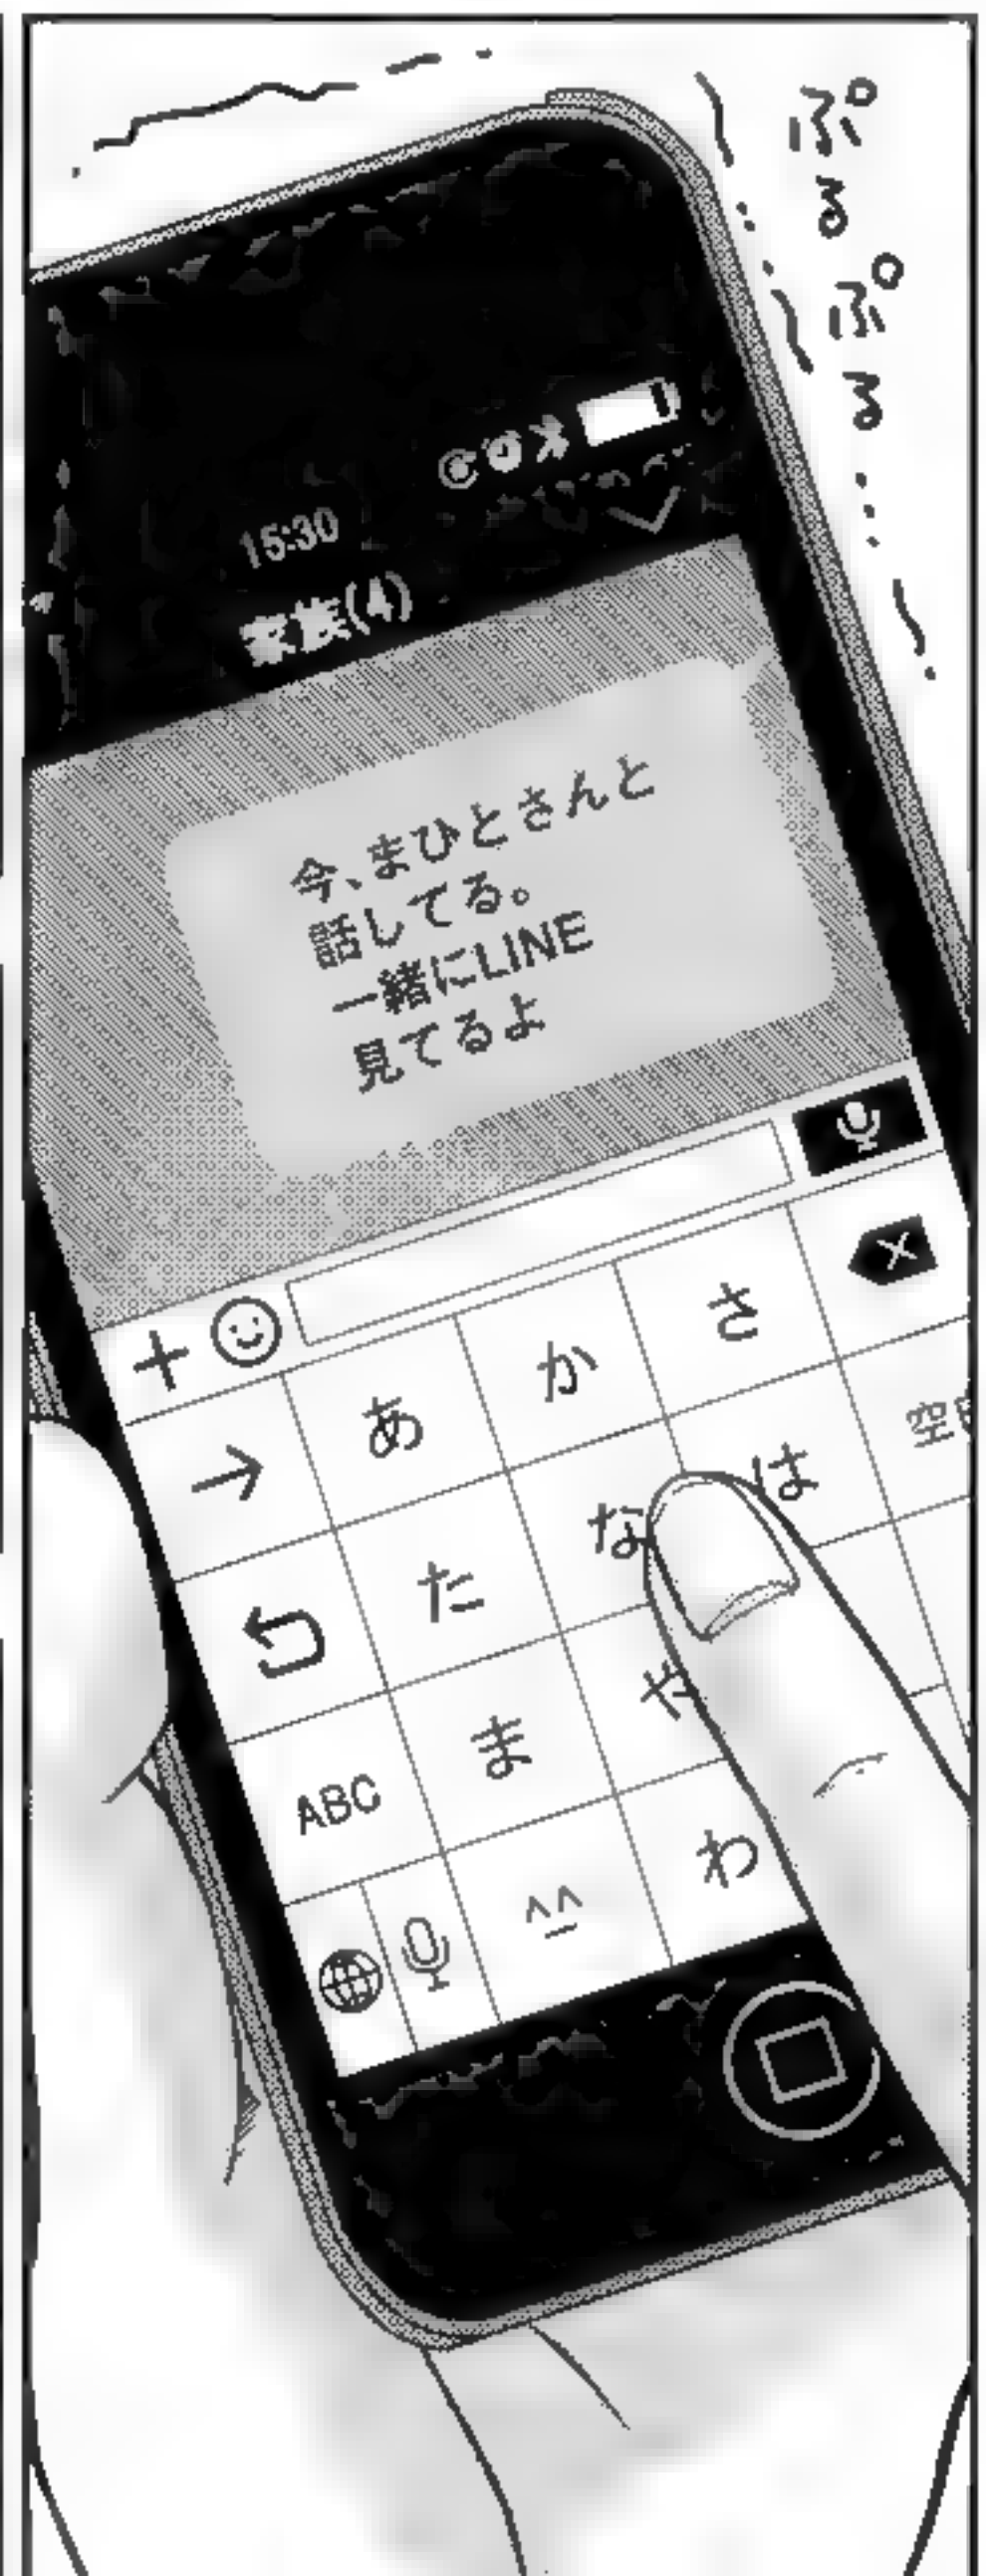 ぷるぷる…
15:30
家族(4)
今、まひとさんと
話してる。
一緒にLINE
見てるよ
→ あ か さ
た な は 空白
ABC ま や
^^ わ